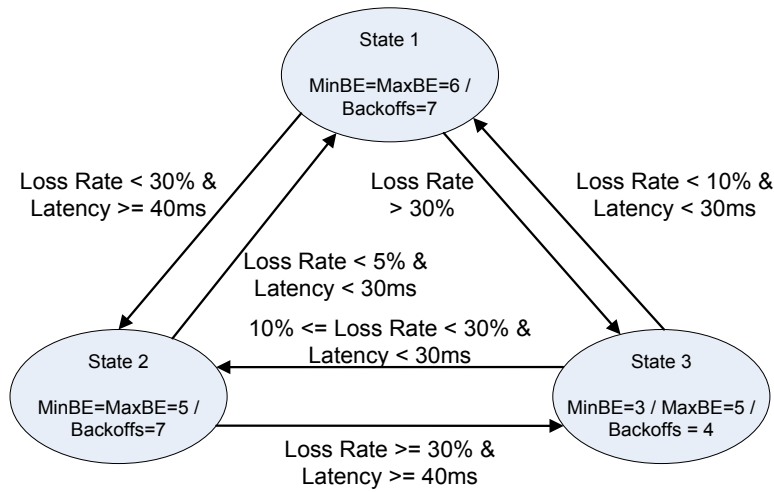 State 1
MinBE=MaxBE=6 /
Backoffs=7
Loss Rate < 30% &
Latency >= 40ms
Loss Rate
> 30%
Loss Rate < 10% &
Latency < 30ms
Loss Rate < 5% &
Latency < 30ms
10% <= Loss Rate < 30% &
Latency < 30ms
State 2
MinBE=MaxBE=5 /
Backoffs=7
State 3
MinBE=3 / MaxBE=5 /
Backoffs = 4
Loss Rate >= 30% &
Latency >= 40ms